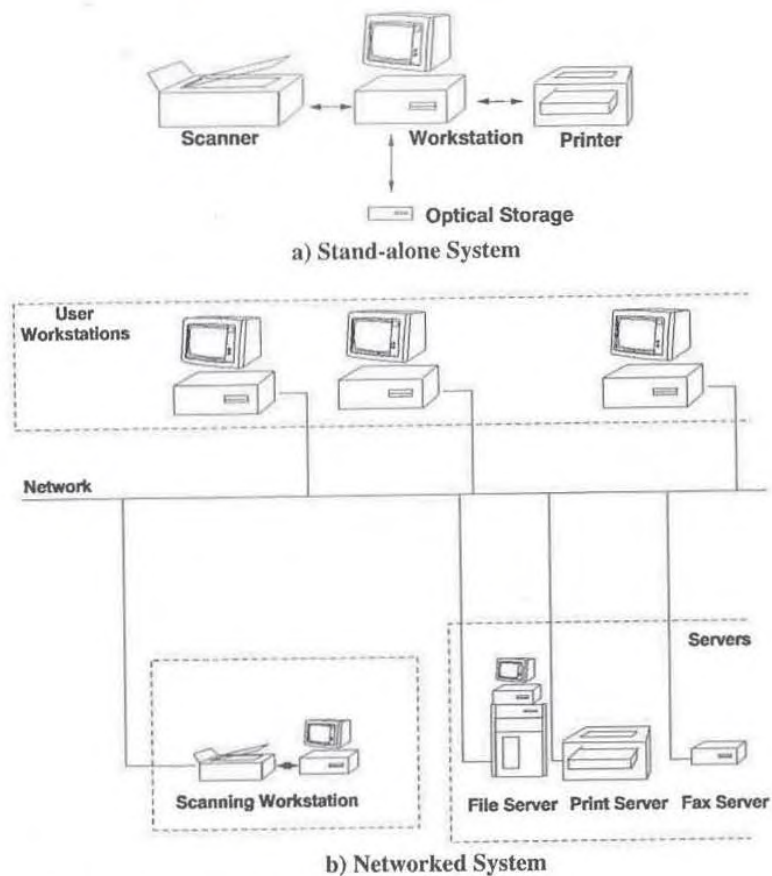 Scanner
Workstation
Printer
Optical Storage
a) Stand-alone System
User
Workstations
Network
Servers
Scanning Workstation
File Server
Print Server
Fax Server
b) Networked System